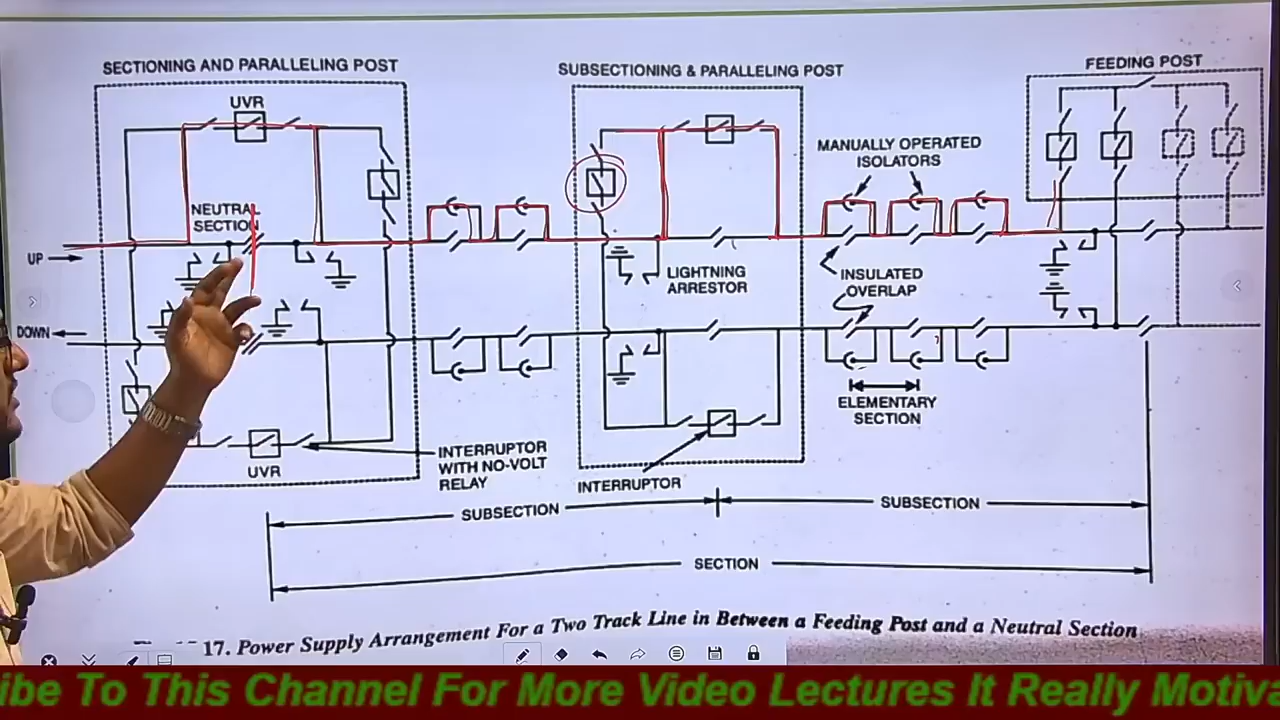 SECTIONING AND PARALLELING POST
SUBSECTIONING & PARALLELING POST
FEEDING POST
UVR
MANUALLY OPERATED
ISOLATORS
NEUTRAL
SECTION
UP
LIGHTNING
ARRESTOR
INSULATED
OVERLAP
DOWN
ELEMENTARY
SECTION
UVR
INTERRUPTOR
WITH NO-VOLT
RELAY
INTERRUPTOR
SUBSECTION
SUBSECTION
SECTION
17. Power Supply Arrangement For a Two Track Line in Between a Feeding Post and a Neutral Section
To This Channel For More Video Lectures It Really